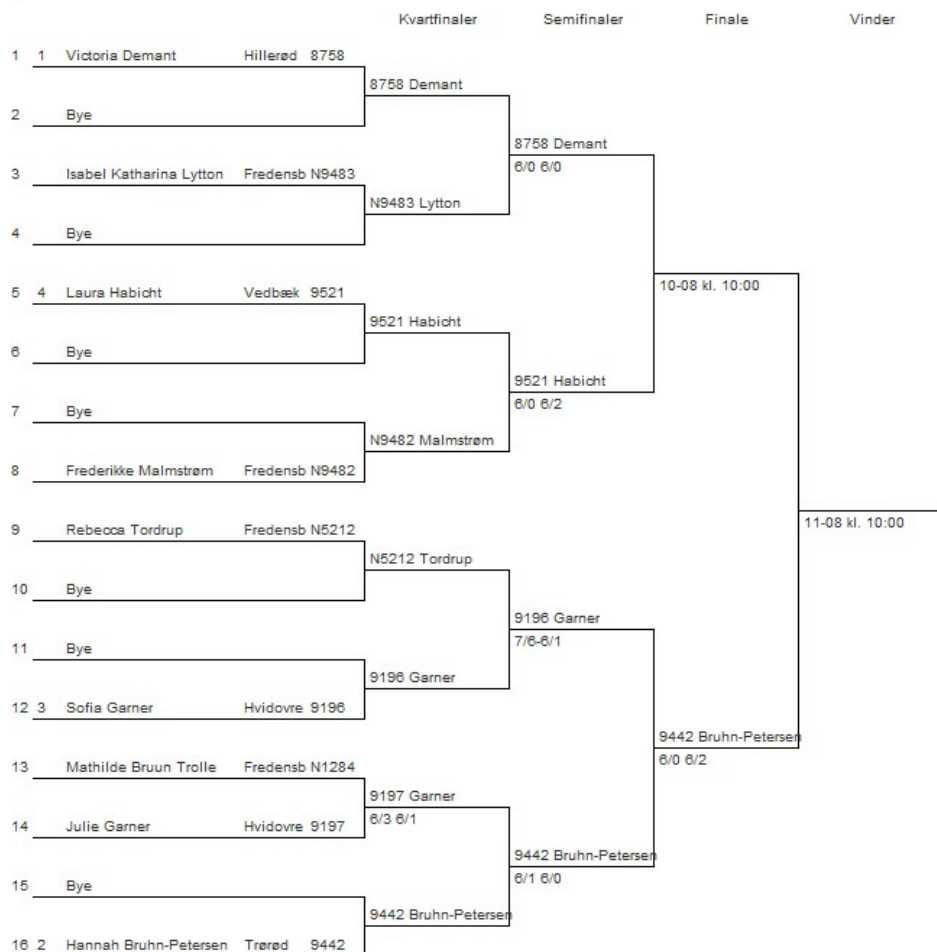 Kvartfinaler Semifinaler Finale Vinder
1 1 Victoria Demant Hillerød 8758
8758 Demant
2 Bye
8758 Demant
6/0 6/0
3 Isabel Katharina Lytton Fredensb N9483
N9483 Lytton
4 Bye
10-08 kl. 10:00
5 4 Laura Habicht Vedbæk 9521
9521 Habicht
6 Bye
9521 Habicht
6/0 6/2
7 Bye
N9482 Malmstrøm
8 Frederikke Malmstrøm Fredensb N9482
11-08 kl. 10:00
9 Rebecca Tordrup Fredensb N5212
N5212 Tordrup
10 Bye
9196 Garner
7/6-6/1
11 Bye
9196 Garner
12 3 Sofia Garner Hvidovre 9196
9442 Bruhn-Petersen
6/0 6/2
13 Mathilde Bruun Trolle Fredensb N1284
9197 Garner
6/3 6/1
14 Julie Garner Hvidovre 9197
9442 Bruhn-Petersen
6/1 6/0
15 Bye
9442 Bruhn-Petersen
16 2 Hannah Bruhn-Petersen Trørød 9442